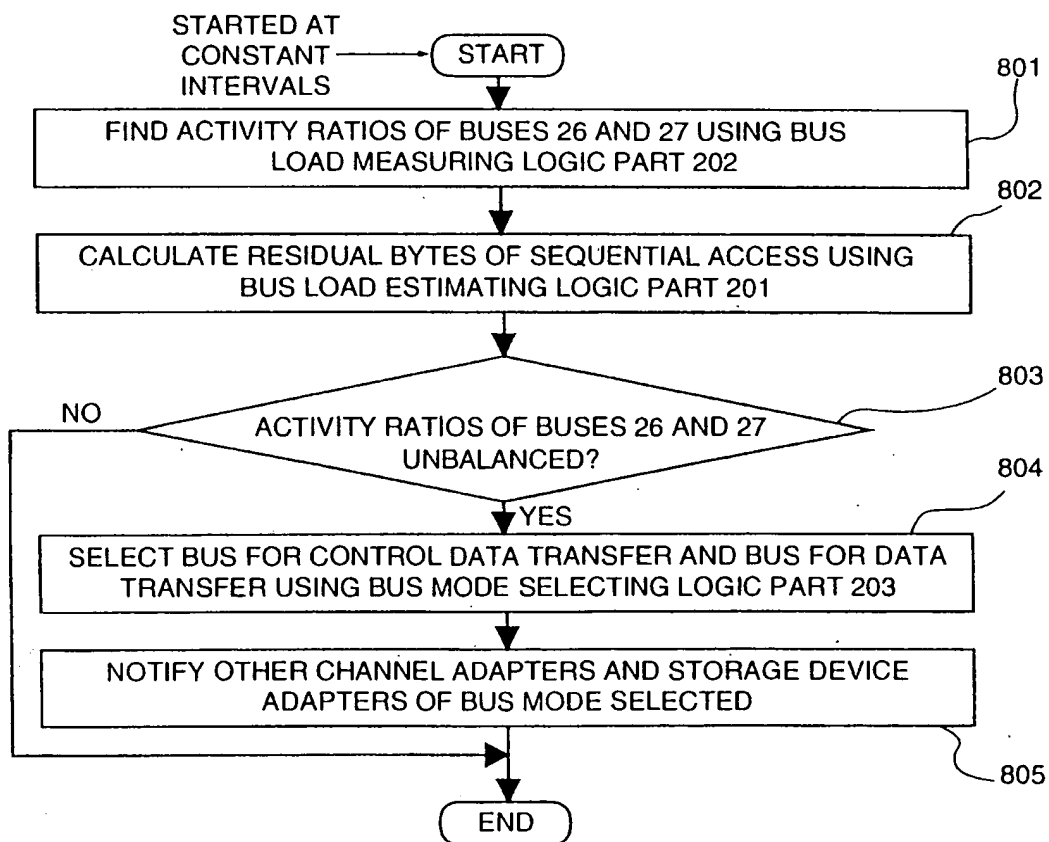 STARTED AT
CONSTANT
INTERVALS
START
801
FIND ACTIVITY RATIOS OF BUSES 26 AND 27 USING BUS
LOAD MEASURING LOGIC PART 202
802
CALCULATE RESIDUAL BYTES OF SEQUENTIAL ACCESS USING
BUS LOAD ESTIMATING LOGIC PART 201
803
NO
ACTIVITY RATIOS OF BUSES 26 AND 27
UNBALANCED?
804
YES
SELECT BUS FOR CONTROL DATA TRANSFER AND BUS FOR DATA
TRANSFER USING BUS MODE SELECTING LOGIC PART 203
NOTIFY OTHER CHANNEL ADAPTERS AND STORAGE DEVICE
ADAPTERS OF BUS MODE SELECTED
805
END